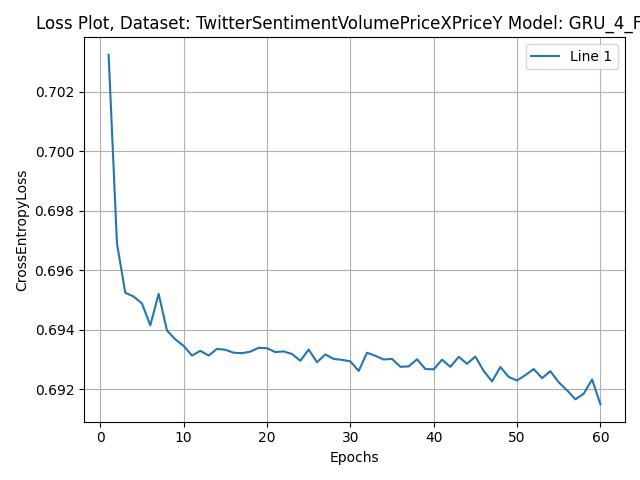 Loss Plot, Dataset: TwitterSentimentVolumePriceXPriceY Model: GRU_4_F
Line 1
0.702
0.700
0.698
0.696
0.694
0.692
CrossEntropyLoss
0 10 20 30 40 50 60
Epochs